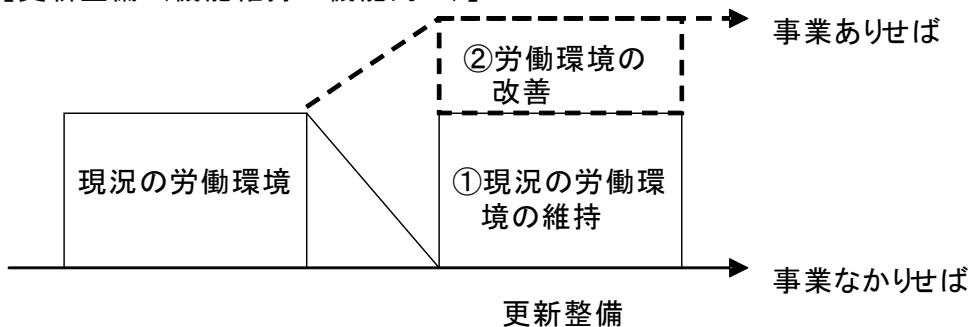 事業ありせば
②労働環境の
改善
現況の労働環境
①現況の労働環
境の維持
事業なかりせば
更新整備